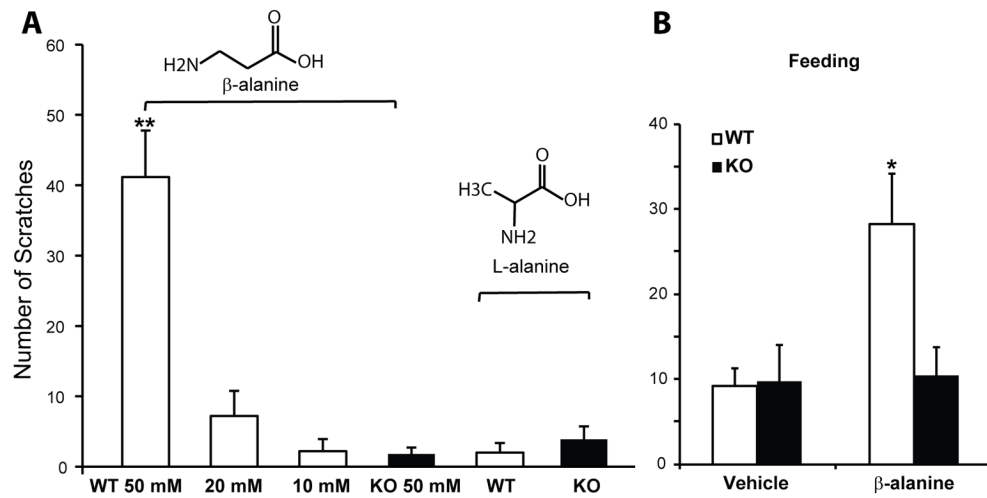 A
Number of Scratches
60
50
40
30
20
10
0
H2N
O
OH
β-alanine
**
H3C
O
OH
NH2
L-alanine
WT 50 mM 20 mM 10 mM KO 50 mM WT KO
B
Feeding
40
30
20
10
0
WT
KO
*
Vehicle β-alanine